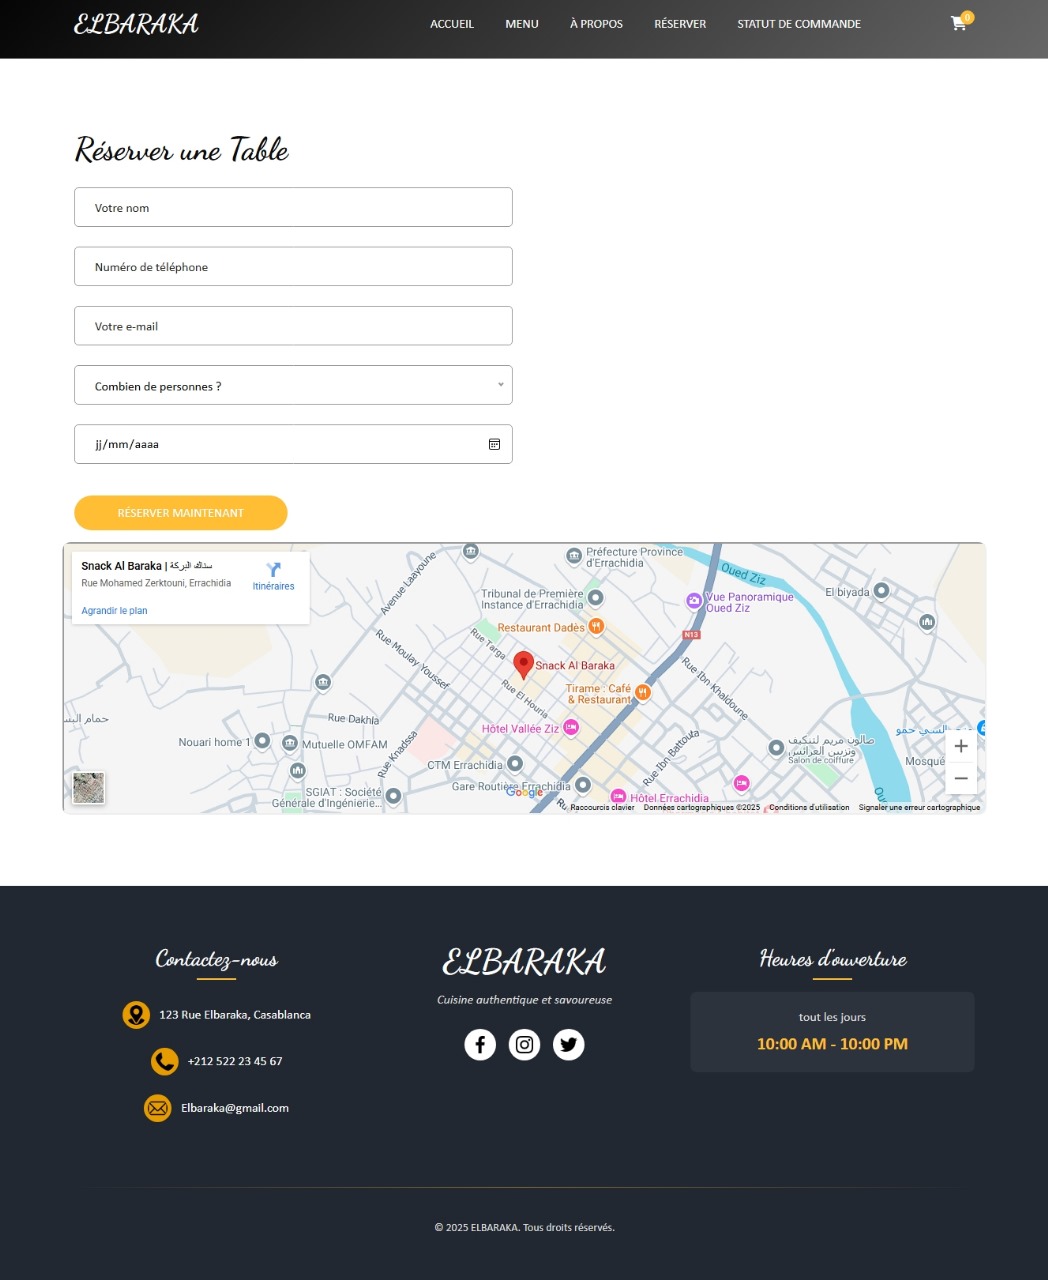 ELBARAKA
ACCUEIL MENU À PROPOS RÉSERVER STATUT DE COMMANDE
0
Réserver une Table
Votre nom
Numéro de téléphone
Votre e-mail
Combien de personnes ?
jj/mm/aaaa
RÉSERVER MAINTENANT
Snack Al Baraka | سناك البركة
Rue Mohamed Zerktouni, Errachidia
Itinéraires
Agrandir le plan
Avenue Laayoune
Préfecture Province
d'Errachidia
Oued Ziz
Tribunal de Première
Instance d'Errachidia
Vue Panoramique
Oued Ziz
El biyada
Restaurant Dadès
N13
Rue Targa
Rue Moulay Youssef
Snack Al Baraka
Rue El Houria
Tirame : Café
& Restaurant
Rue Ibn Khaldoune
Rue Dakhla
حمام البس
Hôtel Vallée Ziz
Nouari home 1
Mutuelle OMFAM
Rue Khadssa
Rue Ibn Battouta
صالون مريم لتنكيف
وتزيين العرائس
Salon de coiffure
السي حمو
Mosqué
CTM Errachidia
Gare Routière Errachidia
SGIAT : Société
Générale d'Ingénierie...
Hôtel Errachidia
Ou
Google
Ru
Raccourcis clavier Données cartographiques ©2025 Conditions d'utilisation Signaler une erreur cartographique
Contactez-nous
123 Rue Elbaraka, Casablanca
+212 522 23 45 67
Elbaraka@gmail.com
ELBARAKA
Cuisine authentique et savoureuse
Heures d'ouverture
tout les jours
10:00 AM - 10:00 PM
© 2025 ELBARAKA. Tous droits réservés.